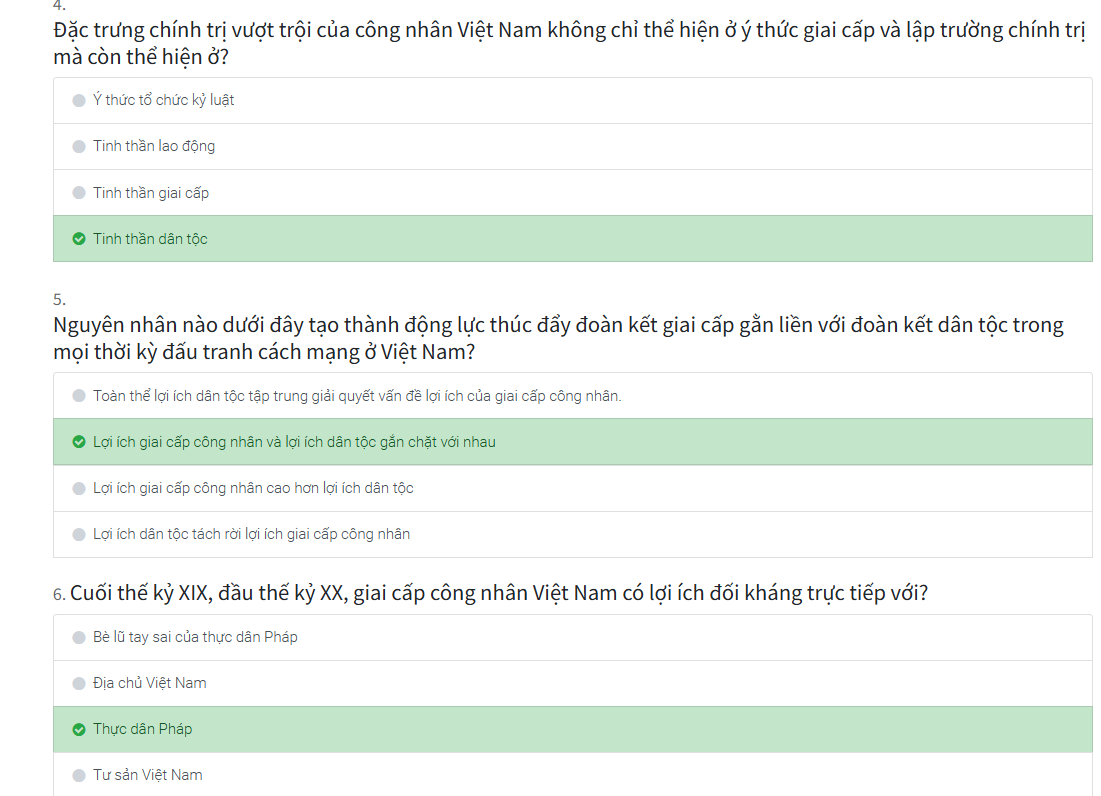 4.
Đặc trưng chính trị vượt trội của công nhân Việt Nam không chỉ thể hiện ở ý thức giai cấp và lập trường chính trị
mà còn thể hiện ở?
Ý thức tổ chức kỷ luật
Tinh thần lao động
Tinh thần giai cấp
Tinh thần dân tộc
5.
Nguyên nhân nào dưới đây tạo thành động lực thúc đẩy đoàn kết giai cấp gắn liền với đoàn kết dân tộc trong
mọi thời kỳ đấu tranh cách mạng ở Việt Nam?
Toàn thể lợi ích dân tộc tập trung giải quyết vấn đề lợi ích của giai cấp công nhân.
Lợi ích giai cấp công nhân và lợi ích dân tộc gắn chặt với nhau
Lợi ích giai cấp công nhân cao hơn lợi ích dân tộc
Lợi ích dân tộc tách rời lợi ích giai cấp công nhân
6. Cuối thế kỷ XIX, đầu thế kỷ XX, giai cấp công nhân Việt Nam có lợi ích đối kháng trực tiếp với?
Bè lũ tay sai của thực dân Pháp
Địa chủ Việt Nam
Thực dân Pháp
Tư sản Việt Nam